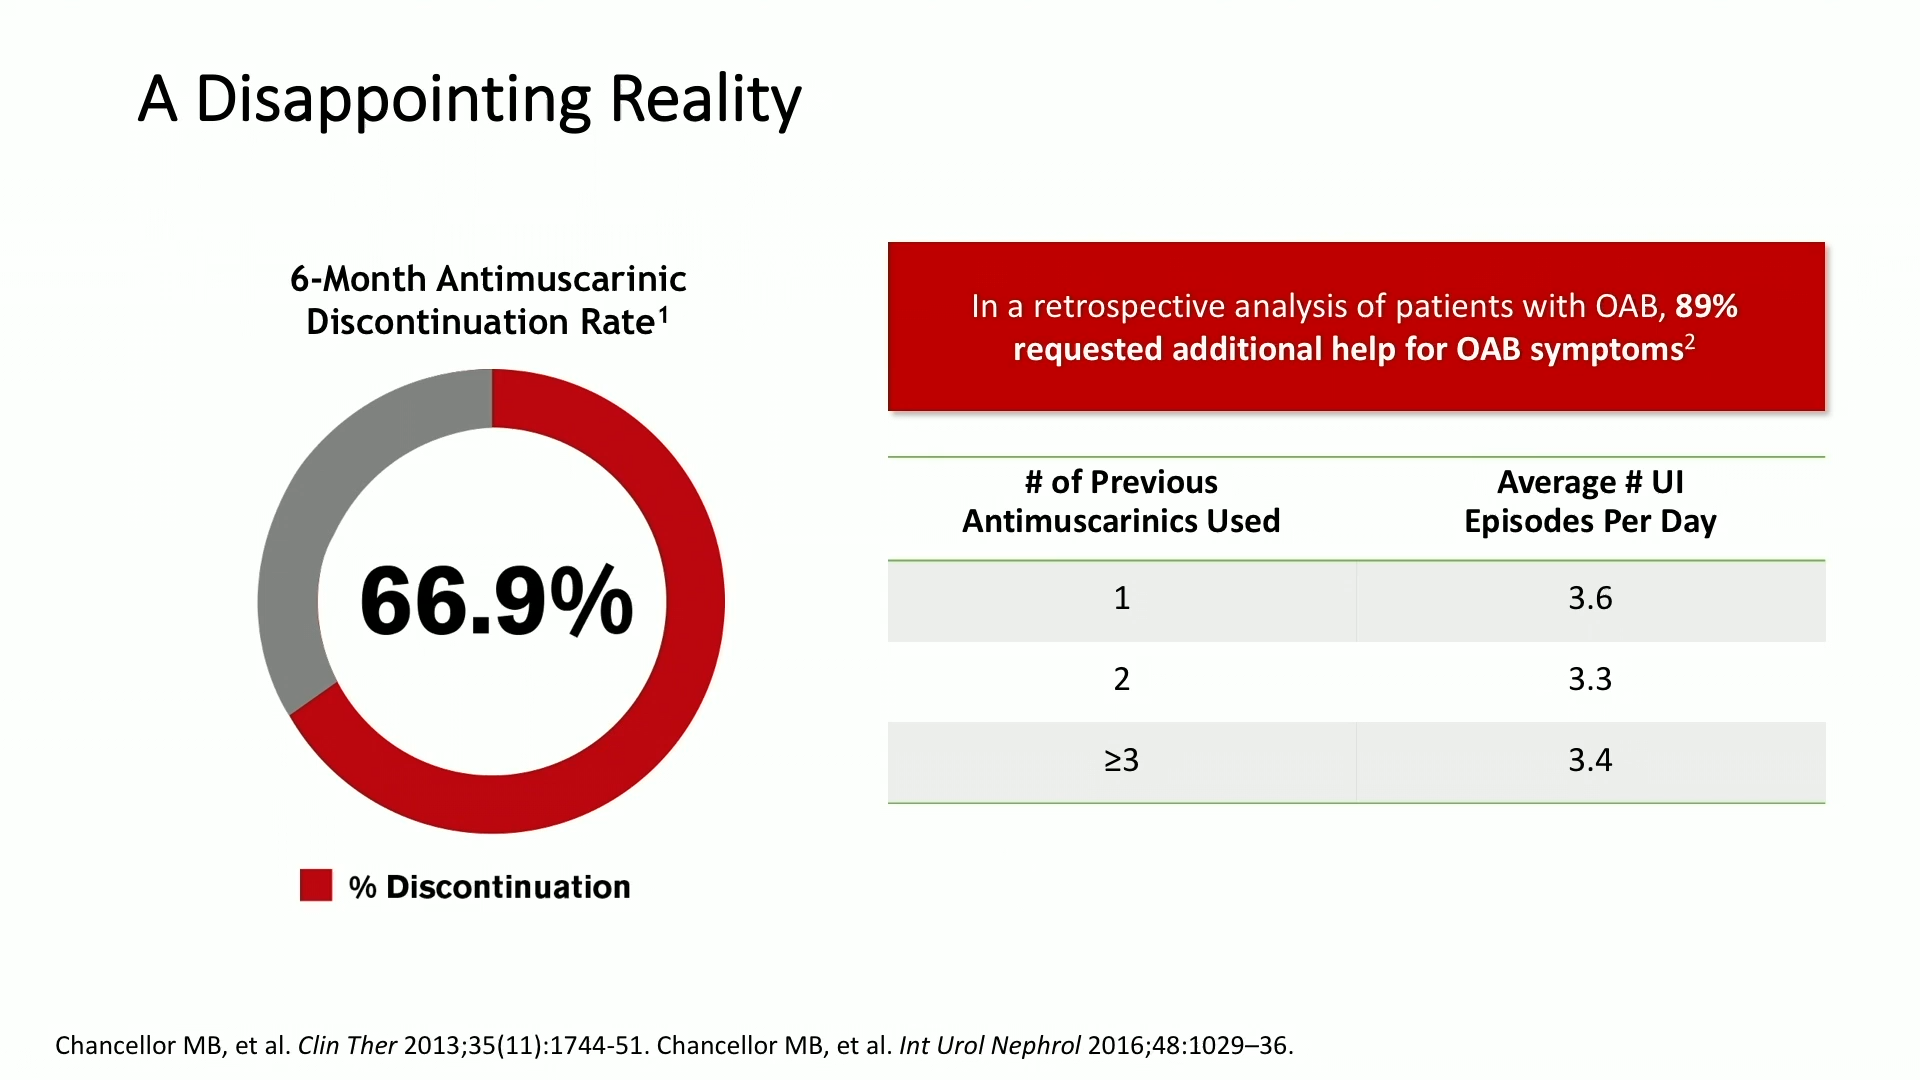 A Disappointing Reality
6-Month Antimuscarinic
Discontinuation Rate¹
66.9%
% Discontinuation
In a retrospective analysis of patients with OAB, 89%
requested additional help for OAB symptoms²
# of Previous
Antimuscarinics Used
Average # UI
Episodes Per Day
1
3.6
2
3.3
≥3
3.4
Chancellor MB, et al. Clin Ther 2013;35(11):1744-51. Chancellor MB, et al. Int Urol Nephrol 2016;48:1029–36.